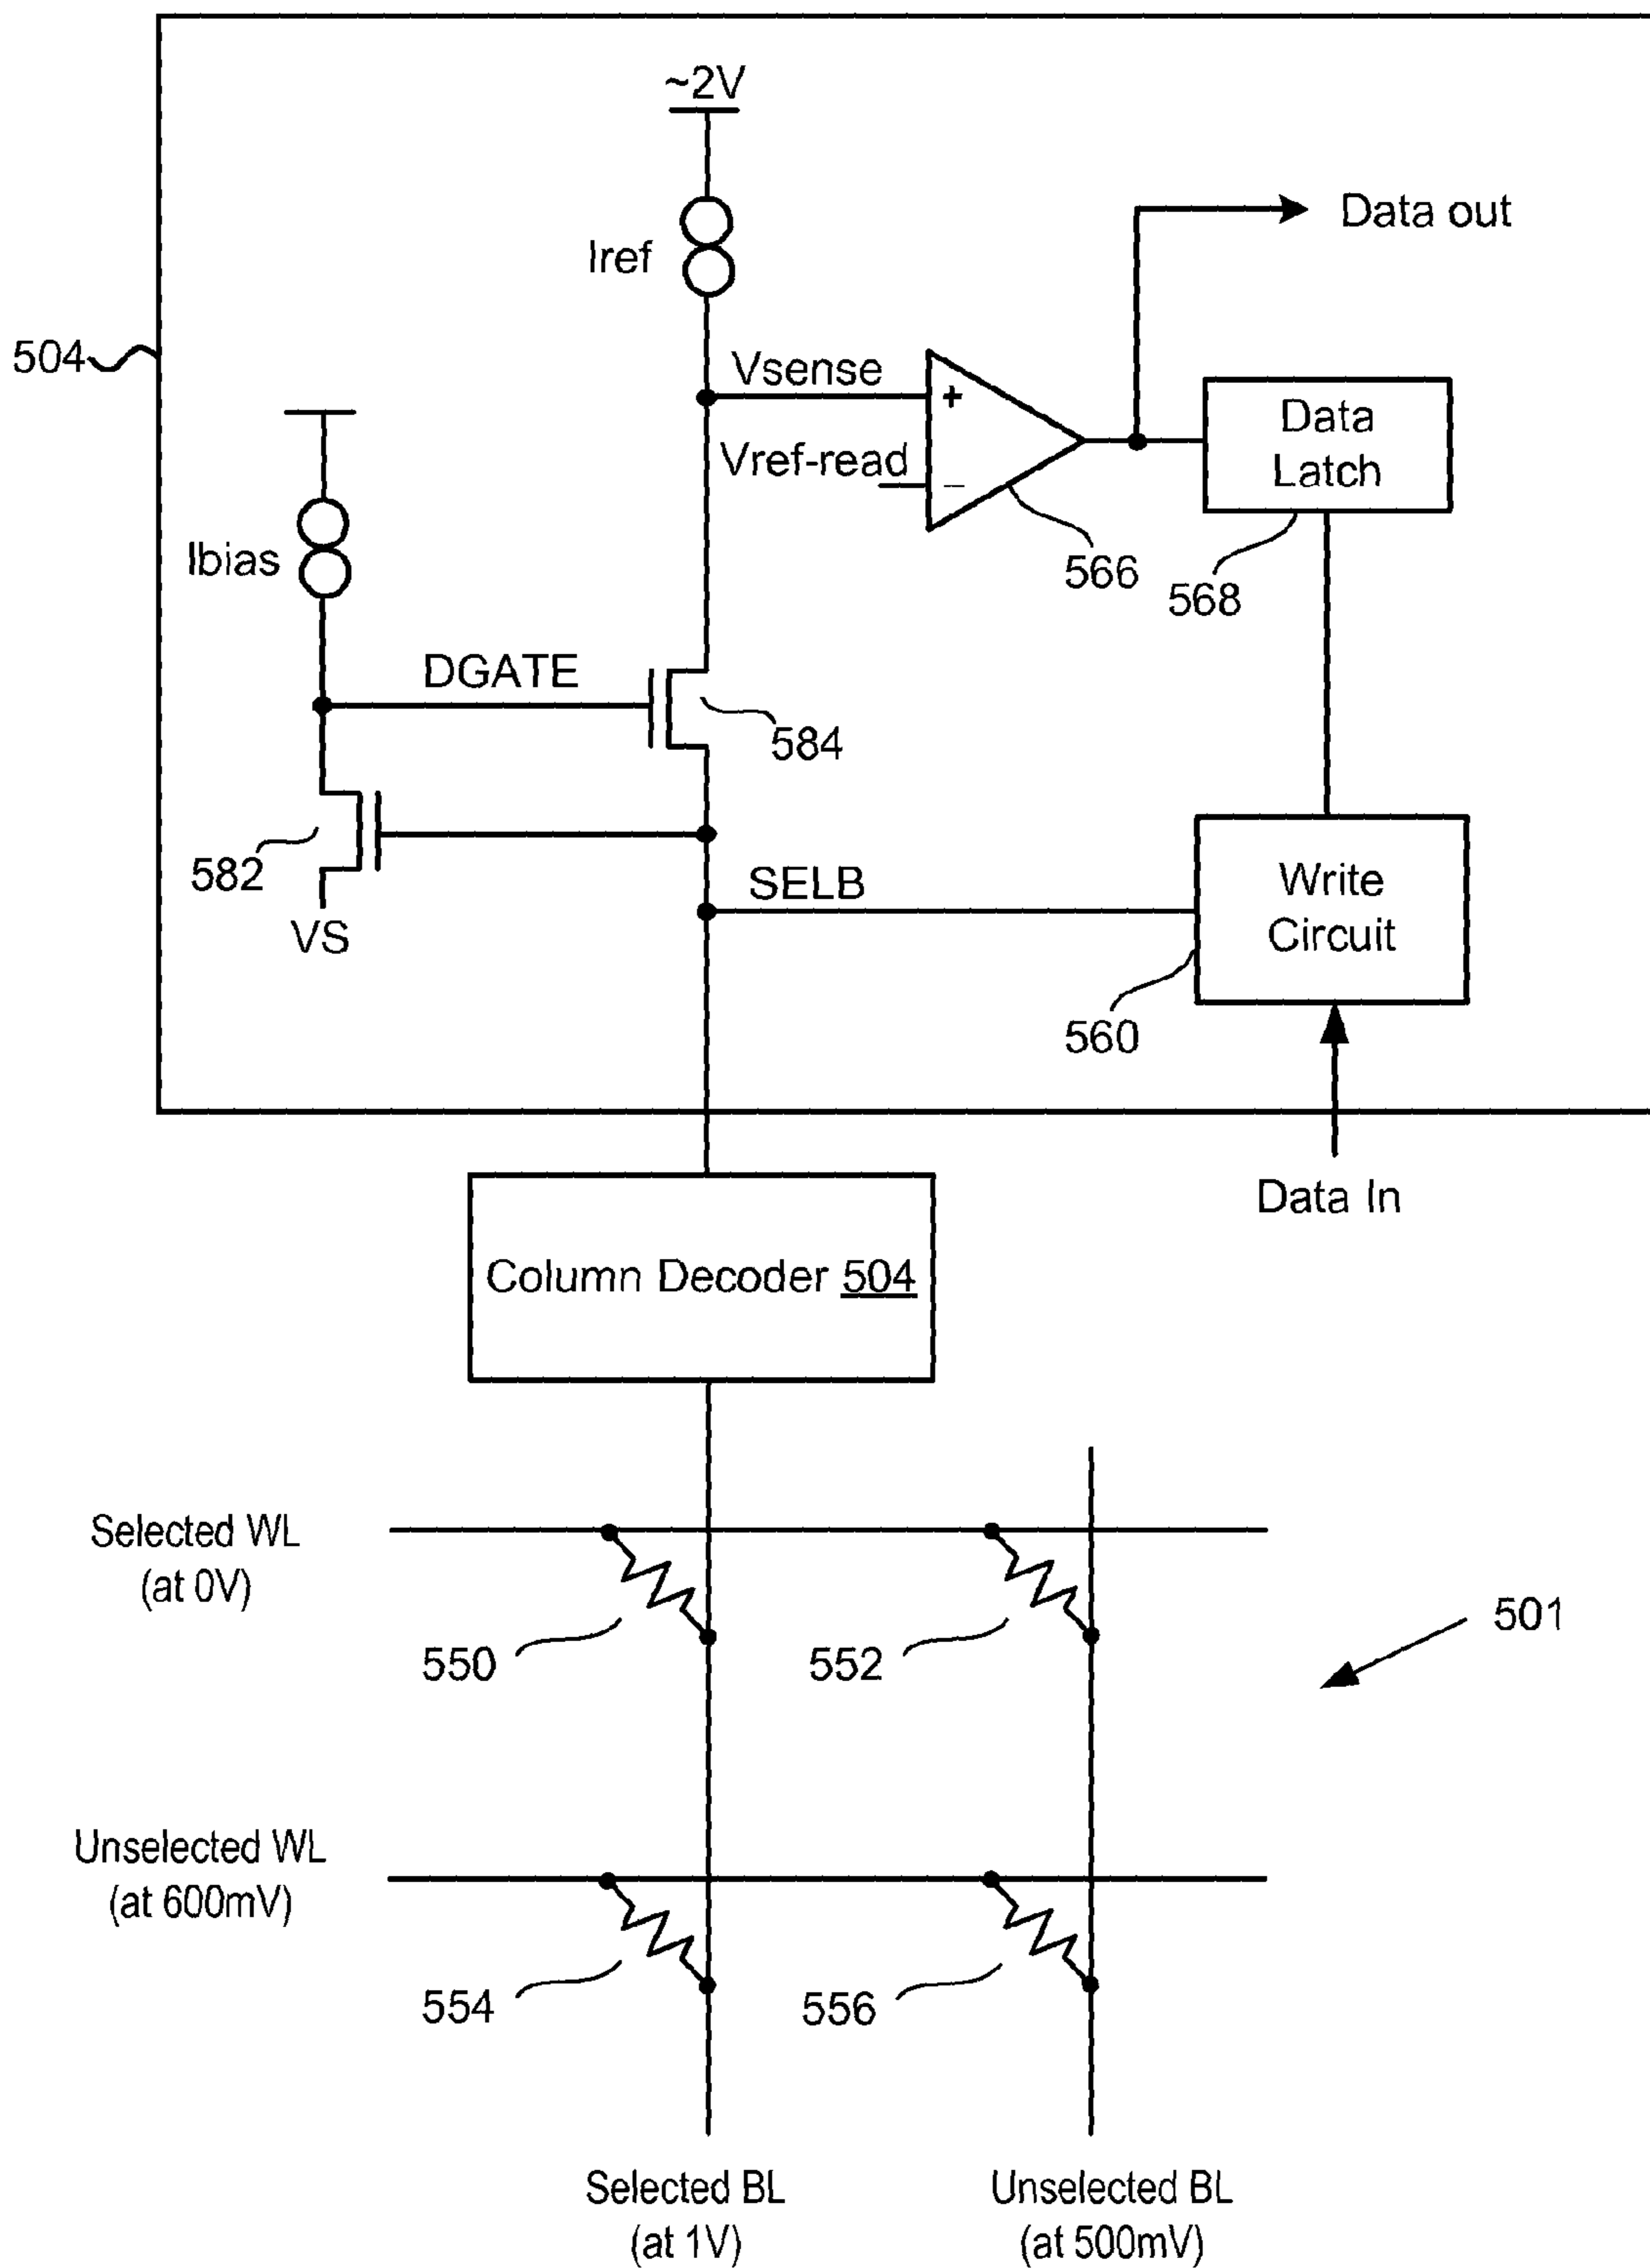 ~2V
Iref
Data out
504
Vsense
+
Vref-read
–
Data
Latch
566
568
Ibias
DGATE
584
582
VS
SELB
Write
Circuit
560
Data In
Column Decoder 504
Selected WL
(at 0V)
550
552
501
Unselected WL
(at 600mV)
554
556
Selected BL
(at 1V)
Unselected BL
(at 500mV)